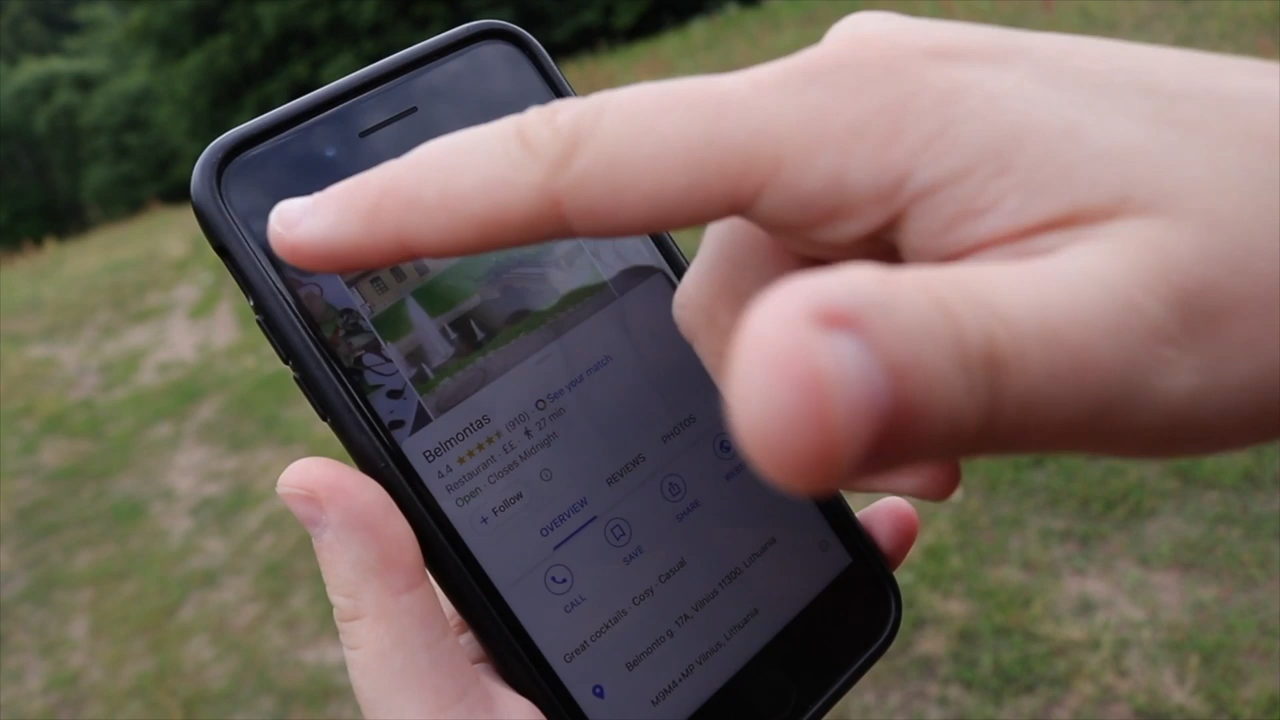 Belmontas
4.4 (910) · See your match
Restaurant · ££ · 27 min
Open · Closes Midnight
+ Follow
OVERVIEW REVIEWS PHOTOS
CALL SAVE SHARE
Great cocktails · Cosy · Casual
Belmonto g. 17A, Vilnius 11300, Lithuania
M9M4+MP Vilnius, Lithuania